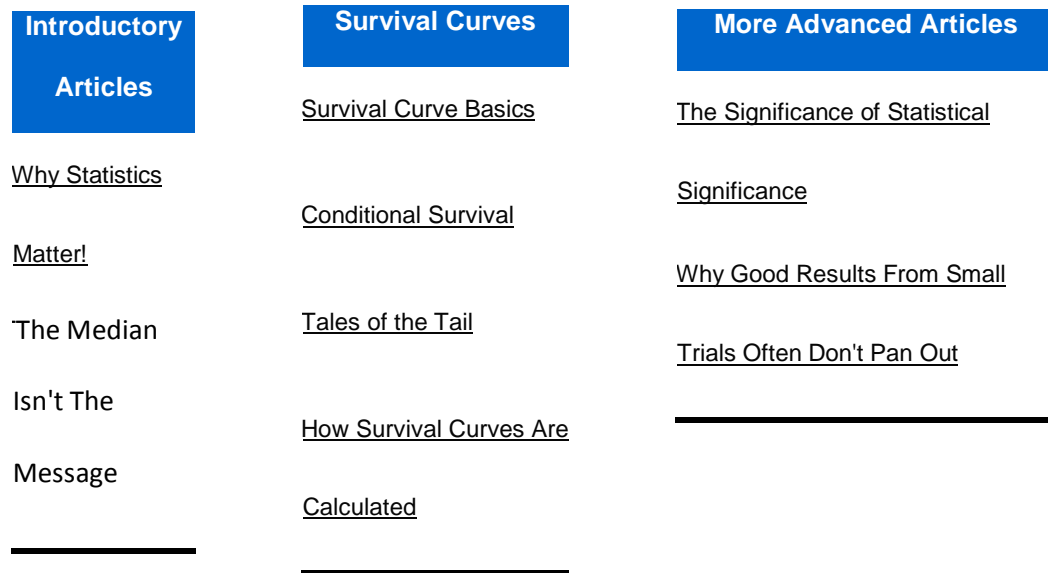 Introductory
Articles
Why Statistics
Matter!
The Median
Isn't The
Message
Survival Curves
Survival Curve Basics
Conditional Survival
Tales of the Tail
How Survival Curves Are
Calculated
More Advanced Articles
The Significance of Statistical
Significance
Why Good Results From Small
Trials Often Don't Pan Out